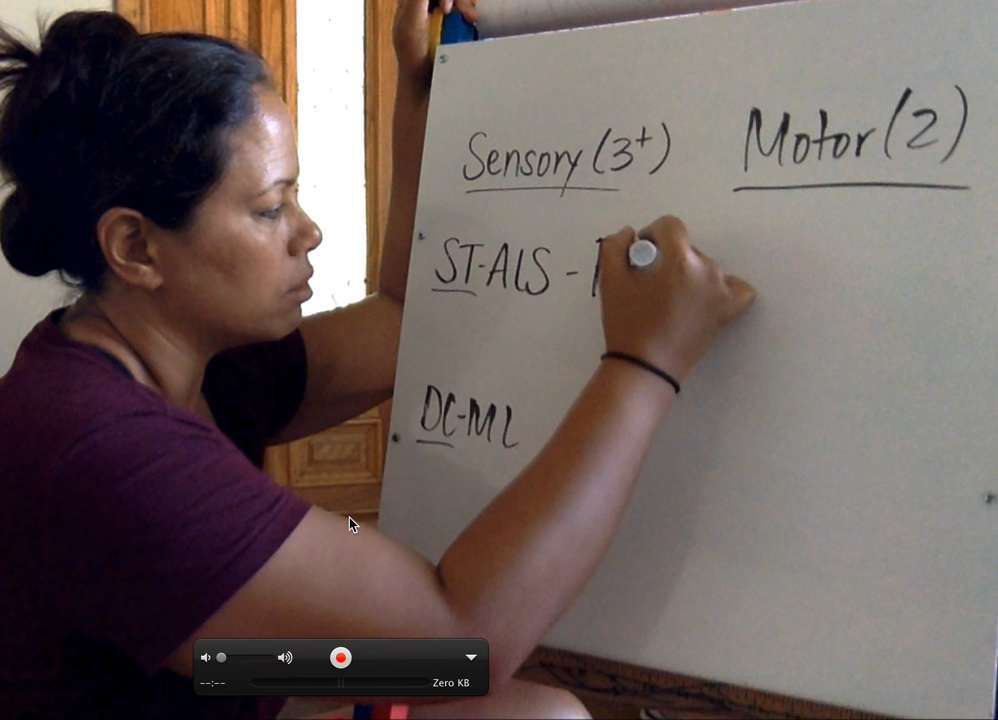 Sensory (3+)
Motor (2)
ST-ALS -
DC-ML
--:--
Zero KB